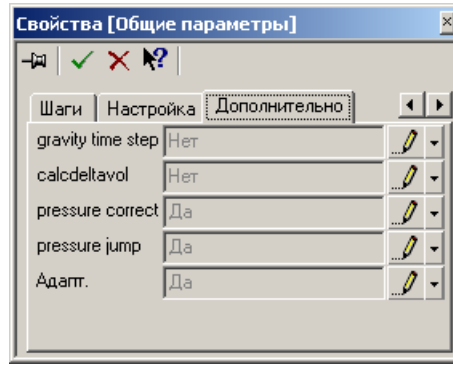 Свойства [Общие параметры]
Шаги Настройка Дополнительно
gravity time step Нет
calcdeltavol Нет
pressure correct Да
pressure jump Да
Адапт. Да